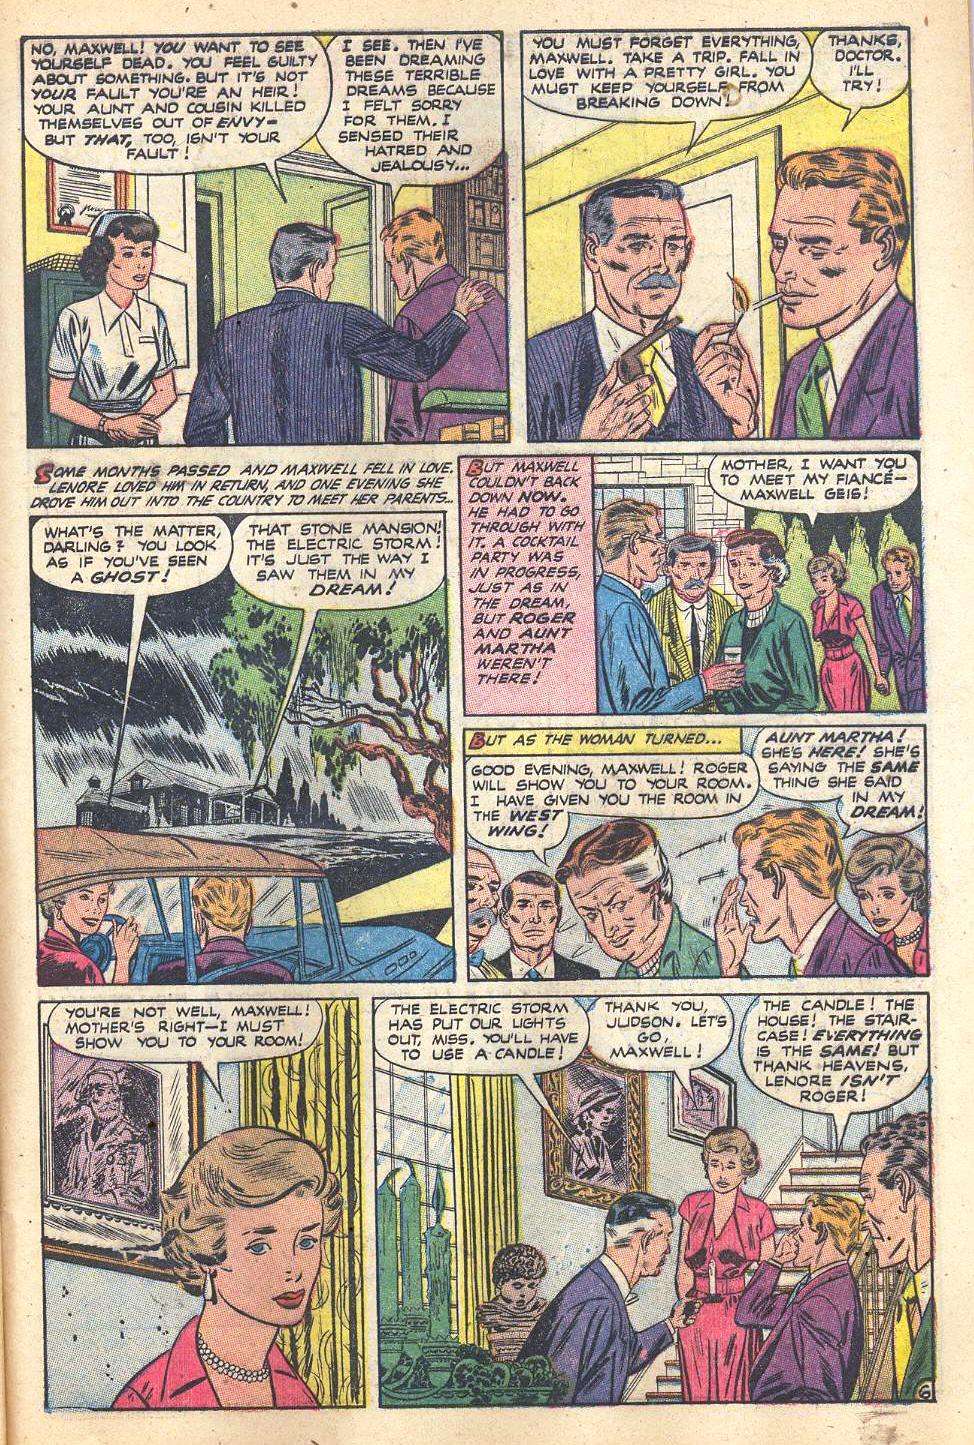 NO, MAXWELL! YOU WANT TO SEE
YOURSELF DEAD. YOU FEEL GUILTY
ABOUT SOMETHING. BUT IT'S NOT
YOUR FAULT YOU'RE AN HEIR!
YOUR AUNT AND COUSIN KILLED
THEMSELVES OUT OF ENVY—
BUT THAT, TOO, ISN'T YOUR
FAULT!
I SEE. THEN I'VE
BEEN DREAMING
THESE TERRIBLE
DREAMS BECAUSE
I FELT SORRY
FOR THEM. I
SENSED THEIR
HATRED AND
JEALOUSY...
YOU MUST FORGET EVERYTHING,
MAXWELL. TAKE A TRIP. FALL IN
LOVE WITH A PRETTY GIRL. YOU
MUST KEEP YOURSELF FROM
BREAKING DOWN!
THANKS,
DOCTOR.
I'LL
TRY!
SOME MONTHS PASSED AND MAXWELL FELL IN LOVE.
LENORE LOVED HIM IN RETURN, AND ONE EVENING SHE
DROVE HIM OUT INTO THE COUNTRY TO MEET HER PARENTS...
WHAT'S THE MATTER,
DARLING? YOU LOOK
AS IF YOU'VE SEEN
A GHOST!
THAT STONE MANSION!
THE ELECTRIC STORM!
IT'S JUST THE WAY I
SAW THEM IN MY
DREAM!
BUT MAXWELL
COULDN'T BACK
DOWN NOW.
HE HAD TO GO
THROUGH WITH
IT. A COCKTAIL
PARTY WAS
IN PROGRESS,
JUST AS IN
THE DREAM,
BUT ROGER
AND AUNT
MARTHA
WEREN'T
THERE!
MOTHER, I WANT YOU
TO MEET MY FIANCÉ—
MAXWELL GEIS!
BUT AS THE WOMAN TURNED...
GOOD EVENING, MAXWELL! ROGER
WILL SHOW YOU TO YOUR ROOM.
I HAVE GIVEN YOU THE ROOM IN
THE WEST
WING!
AUNT MARTHA!
SHE'S HERE! SHE'S
SAYING THE SAME
THING SHE SAID
IN MY
DREAM!
YOU'RE NOT WELL, MAXWELL!
MOTHER'S RIGHT—I MUST
SHOW YOU TO YOUR ROOM!
THE ELECTRIC STORM
HAS PUT OUR LIGHTS
OUT, MISS. YOU'LL HAVE
TO USE A CANDLE!
THANK YOU,
JUDSON. LET'S
GO,
MAXWELL!
THE CANDLE! THE
HOUSE! THE STAIR-
CASE! EVERYTHING
IS THE SAME! BUT
THANK HEAVENS,
LENORE ISN'T
ROGER!
6